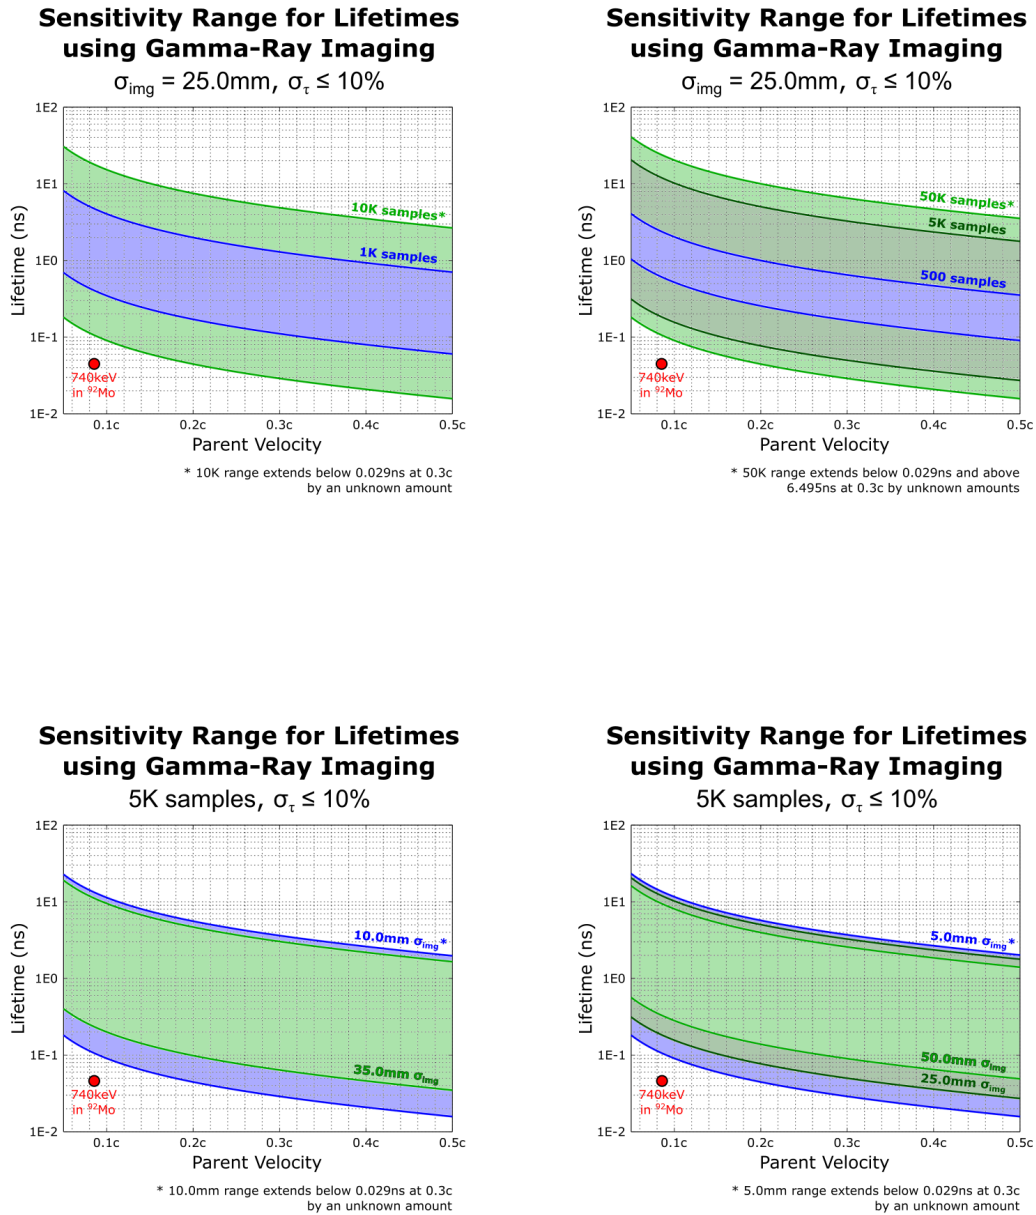 Sensitivity Range for Lifetimes
using Gamma-Ray Imaging
σimg = 25.0mm, στ ≤ 10%
1E2
1E1
1E0
1E-1
1E-2
Lifetime (ns)
10K samples*
1K samples
740keV
in 92Mo
0.1c 0.2c 0.3c 0.4c 0.5c
Parent Velocity
* 10K range extends below 0.029ns at 0.3c
by an unknown amount
Sensitivity Range for Lifetimes
using Gamma-Ray Imaging
σimg = 25.0mm, στ ≤ 10%
1E2
1E1
1E0
1E-1
1E-2
Lifetime (ns)
50K samples*
5K samples
500 samples
740keV
in 92Mo
0.1c 0.2c 0.3c 0.4c 0.5c
Parent Velocity
* 50K range extends below 0.029ns and above
6.495ns at 0.3c by unknown amounts
Sensitivity Range for Lifetimes
using Gamma-Ray Imaging
5K samples, στ ≤ 10%
1E2
1E1
1E0
1E-1
1E-2
Lifetime (ns)
10.0mm σimg*
35.0mm σimg
740keV
in 92Mo
0.1c 0.2c 0.3c 0.4c 0.5c
Parent Velocity
* 10.0mm range extends below 0.029ns at 0.3c
by an unknown amount
Sensitivity Range for Lifetimes
using Gamma-Ray Imaging
5K samples, στ ≤ 10%
1E2
1E1
1E0
1E-1
1E-2
Lifetime (ns)
5.0mm σimg*
50.0mm σimg
25.0mm σimg
740keV
in 92Mo
0.1c 0.2c 0.3c 0.4c 0.5c
Parent Velocity
* 5.0mm range extends below 0.029ns at 0.3c
by an unknown amount